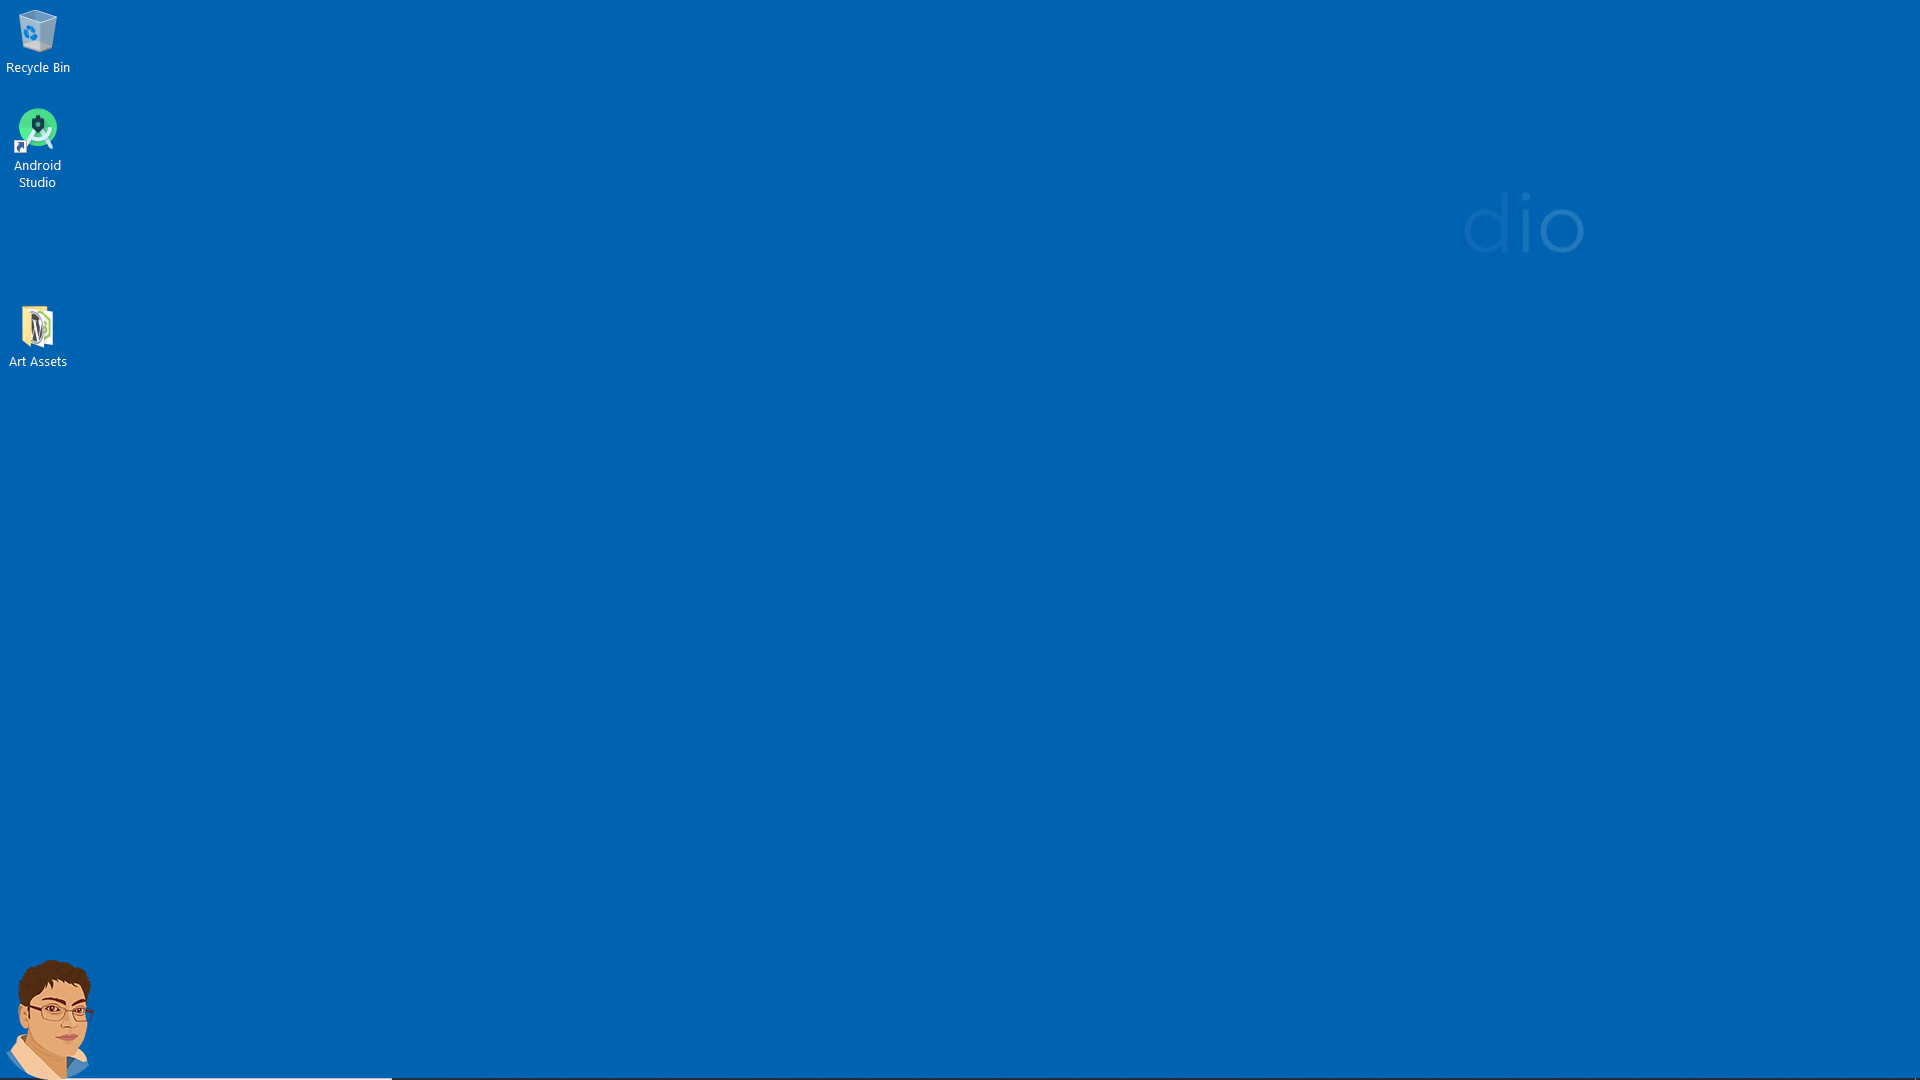 Recycle Bin
Android
Studio
dio
Art Assets